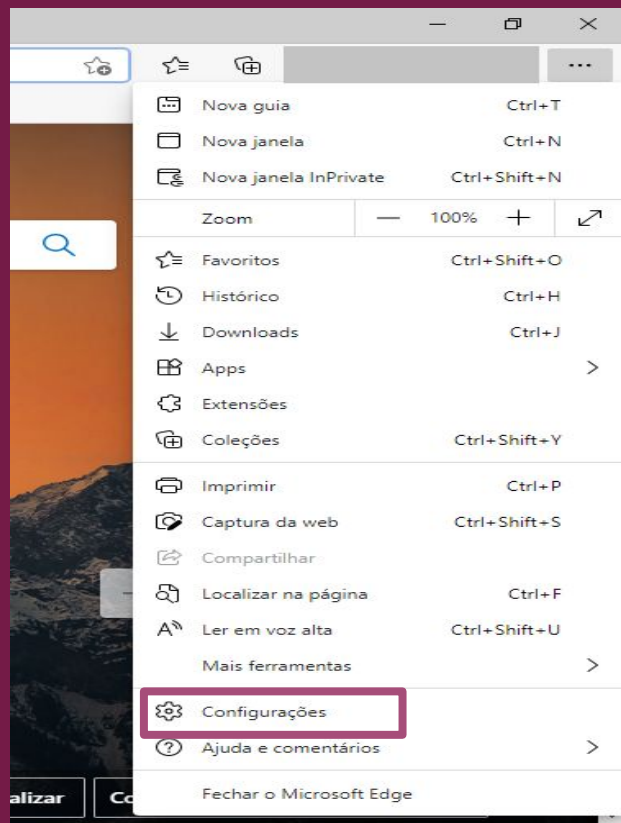 Nova guia Ctrl+T
Nova janela Ctrl+N
Nova janela InPrivate Ctrl+Shift+N
Zoom — 100% +
Favoritos Ctrl+Shift+O
Histórico Ctrl+H
Downloads Ctrl+J
Apps
Extensões
Coleções Ctrl+Shift+Y
Imprimir Ctrl+P
Captura da web Ctrl+Shift+S
Compartilhar
Localizar na página Ctrl+F
Ler em voz alta Ctrl+Shift+U
Mais ferramentas
Configurações
Ajuda e comentários
Fechar o Microsoft Edge
alizar